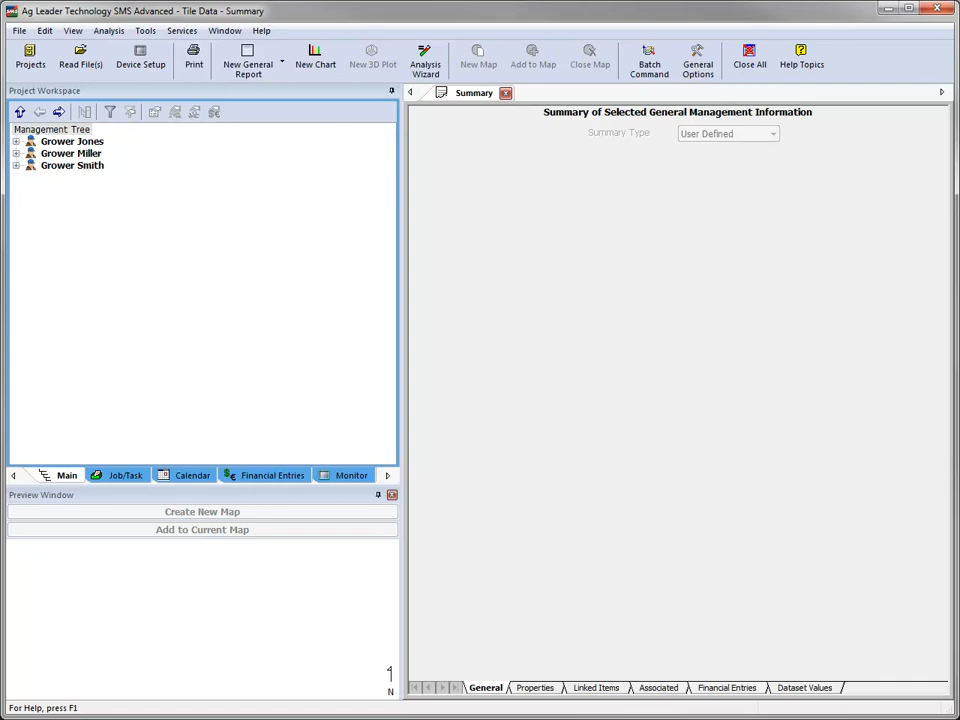 SMS Ag Leader Technology SMS Advanced - Tile Data - Summary
File Edit View Analysis Tools Services Window Help
Projects Read File(s) Device Setup Print New General Report New Chart New 3D Plot Analysis Wizard New Map Add to Map Close Map Batch Command General Options Close All Help Topics
Project Workspace
Summary
Summary of Selected General Management Information
Summary Type User Defined
Management Tree
Grower Jones
Grower Miller
Grower Smith
Main Job/Task Calendar Financial Entries Monitor
Preview Window
Create New Map
Add to Current Map
N
General Properties Linked Items Associated Financial Entries Dataset Values
For Help, press F1